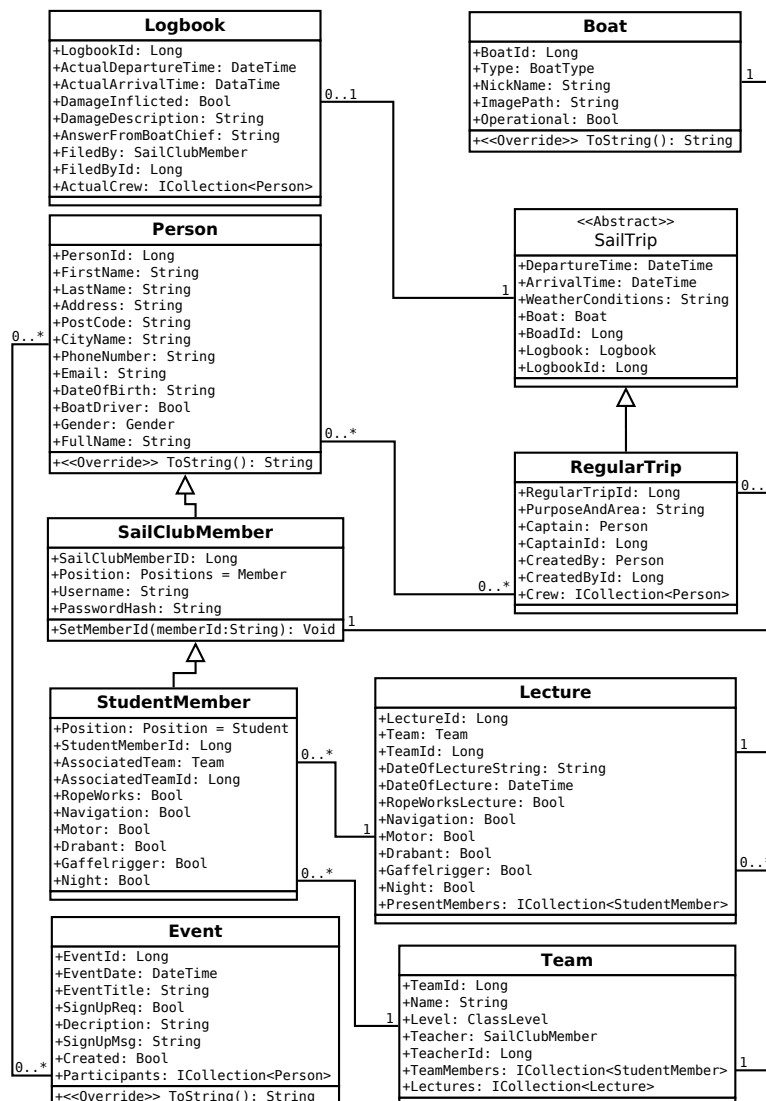 Logbook
+LogbookId: Long
+ActualDepartureTime: DateTime
+ActualArrivalTime: DataTime
+DamageInflicted: Bool
+DamageDescription: String
+AnswerFromBoatChief: String
+FiledBy: SailClubMember
+FiledById: Long
+ActualCrew: ICollection<Person>
0..1
1
Boat
+BoatId: Long
+Type: BoatType
+NickName: String
+ImagePath: String
+Operational: Bool
+<<Override>> ToString(): String
1
Person
+PersonId: Long
+FirstName: String
+LastName: String
+Address: String
+PostCode: String
+CityName: String
+PhoneNumber: String
+Email: String
+DateOfBirth: String
+BoatDriver: Bool
+Gender: Gender
+FullName: String
+<<Override>> ToString(): String
0..*
0..*
<<Abstract>>
SailTrip
+DepartureTime: DateTime
+ArrivalTime: DateTime
+WeatherConditions: String
+Boat: Boat
+BoadId: Long
+Logbook: Logbook
+LogbookId: Long
RegularTrip
+RegularTripId: Long
+PurposeAndArea: String
+Captain: Person
+CaptainId: Long
+CreatedBy: Person
+CreatedById: Long
+Crew: ICollection<Person>
0..*
0..
SailClubMember
+SailClubMemberID: Long
+Position: Positions = Member
+Username: String
+PasswordHash: String
+SetMemberId(memberId:String): Void
1
StudentMember
+Position: Position = Student
+StudentMemberId: Long
+AssociatedTeam: Team
+AssociatedTeamId: Long
+RopeWorks: Bool
+Navigation: Bool
+Motor: Bool
+Drabant: Bool
+Gaffelrigger: Bool
+Night: Bool
0..*
0..*
Lecture
+LectureId: Long
+Team: Team
+TeamId: Long
+DateOfLectureString: String
+DateOfLecture: DateTime
+RopeWorksLecture: Bool
+Navigation: Bool
+Motor: Bool
+Drabant: Bool
+Gaffelrigger: Bool
+Night: Bool
+PresentMembers: ICollection<StudentMember>
1
1
0..*
Event
+EventId: Long
+EventDate: DateTime
+EventTitle: String
+SignUpReq: Bool
+Decription: String
+SignUpMsg: String
+Created: Bool
+Participants: ICollection<Person>
+<<Override>> ToString(): String
0..*
Team
+TeamId: Long
+Name: String
+Level: ClassLevel
+Teacher: SailClubMember
+TeacherId: Long
+TeamMembers: ICollection<StudentMember>
+Lectures: ICollection<Lecture>
1
1